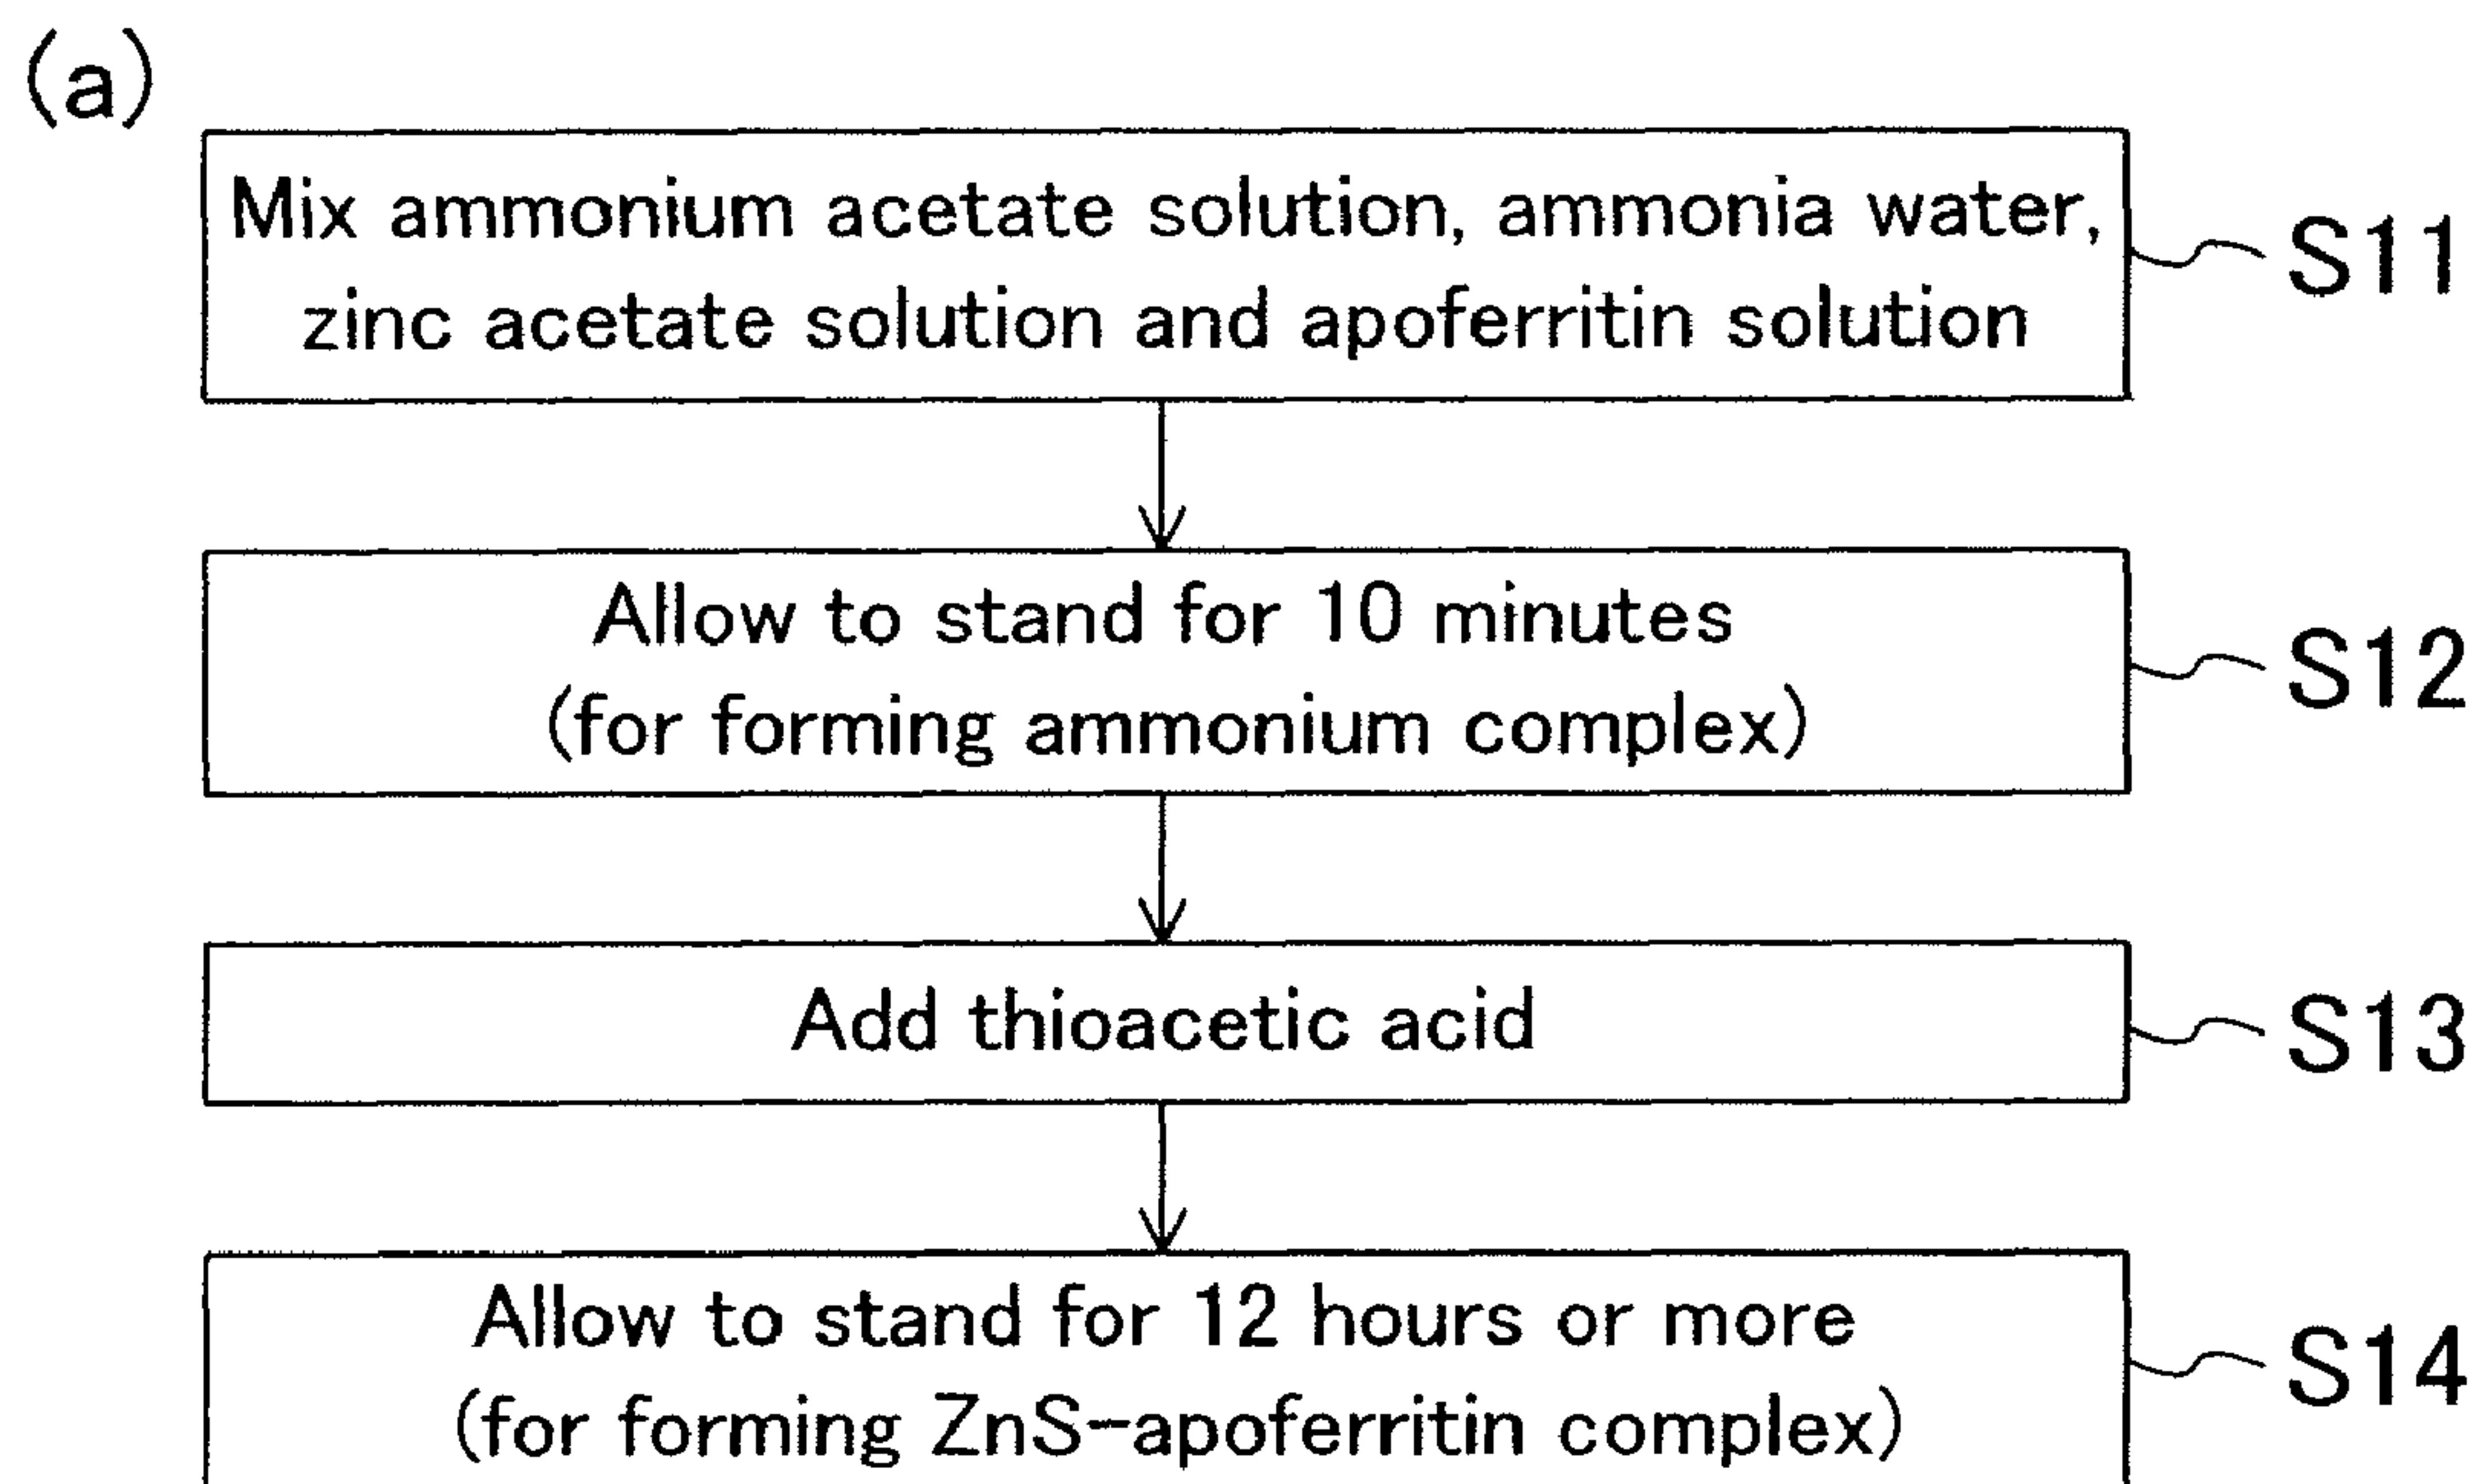 (a)
Mix ammonium acetate solution, ammonia water,
zinc acetate solution and apoferritin solution
S11
Allow to stand for 10 minutes
(for forming ammonium complex)
S12
Add thioacetic acid
S13
Allow to stand for 12 hours or more
(for forming ZnS-apoferritin complex)
S14